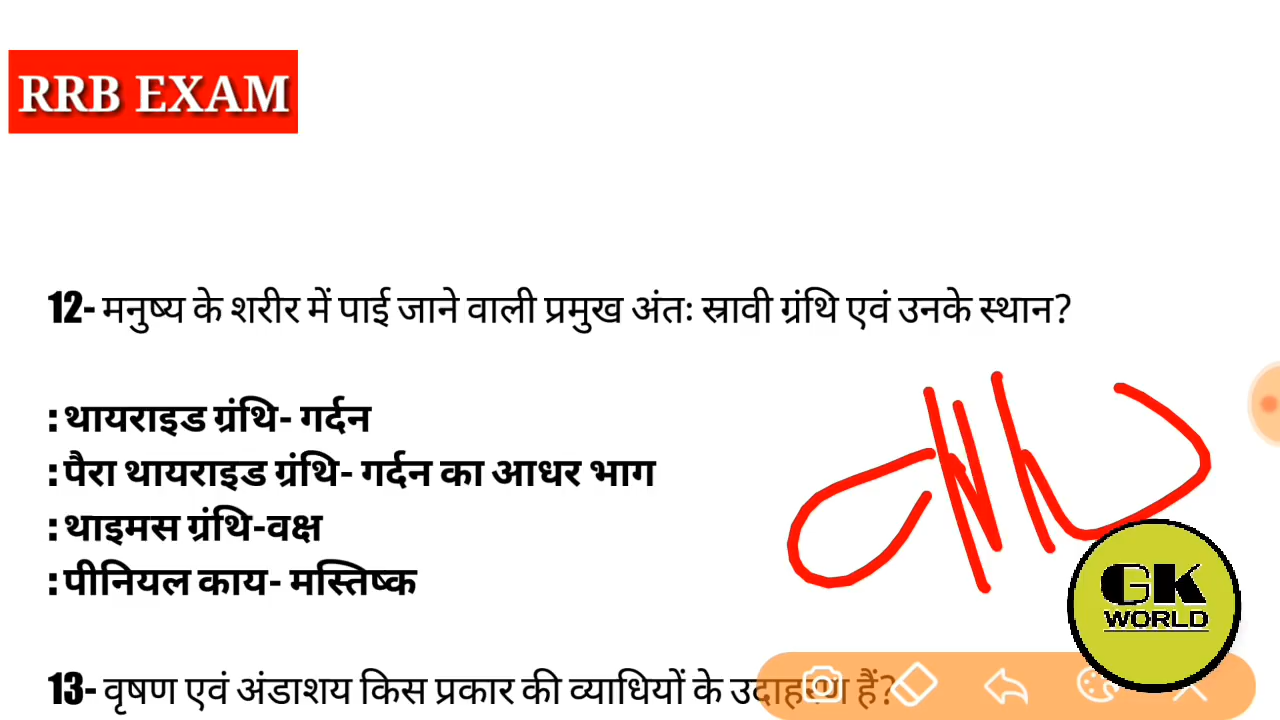 RRB EXAM
12- मनुष्य के शरीर में पाई जाने वाली प्रमुख अंतः स्रावी ग्रंथि एवं उनके स्थान?
: थायराइड ग्रंथि- गर्दन
: पैरा थायराइड ग्रंथि- गर्दन का आधर भाग
: थाइमस ग्रंथि-वक्ष
: पीनियल काय- मस्तिष्क
GK
WORLD
13- वृषण एवं अंडाशय किस प्रकार की व्याधियों के उदाहरण हैं?